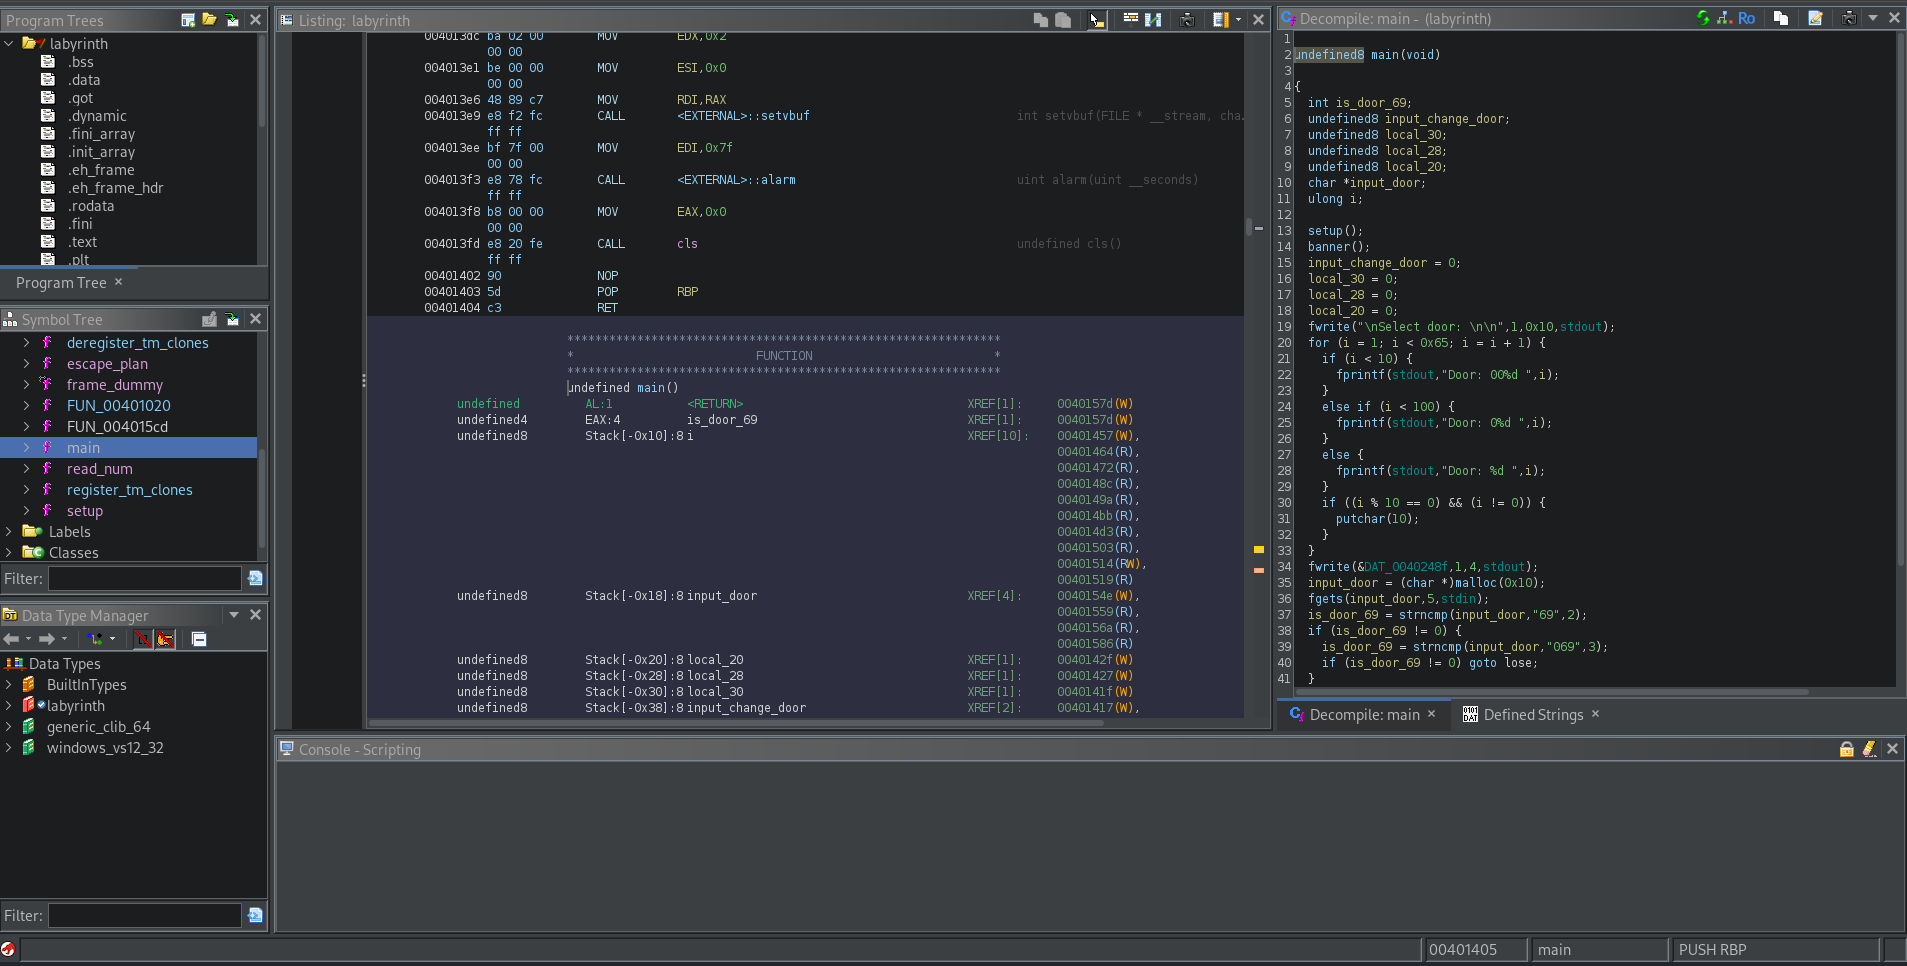 Program Trees
labyrinth
.bss
.data
.got
.dynamic
.fini_array
.init_array
.eh_frame
.eh_frame_hdr
.rodata
.fini
.text
.plt
Program Tree ×
Symbol Tree
deregister_tm_clones
escape_plan
frame_dummy
FUN_00401020
FUN_004015cd
main
read_num
register_tm_clones
setup
Labels
Classes
Filter:
Data Type Manager
Data Types
BuiltInTypes
labyrinth
generic_clib_64
windows_vs12_32
Filter:
Listing: labyrinth
004013dc ba 02 00 MOV EDX,0x2
00 00
004013e1 be 00 00 MOV ESI,0x0
00 00
004013e6 48 89 c7 MOV RDI,RAX
004013e9 e8 f2 fc CALL <EXTERNAL>::setvbuf int setvbuf(FILE * __stream, cha.
ff ff
004013ee bf 7f 00 MOV EDI,0x7f
00 00
004013f3 e8 78 fc CALL <EXTERNAL>::alarm uint alarm(uint __seconds)
ff ff
004013f8 b8 00 00 MOV EAX,0x0
00 00
004013fd e8 20 fe CALL cls undefined cls()
ff ff
00401402 90 NOP
00401403 5d POP RBP
00401404 c3 RET
**************************************************************
* FUNCTION *
**************************************************************
undefined main()
undefined AL:1 <RETURN> XREF[1]: 0040157d(W)
undefined4 EAX:4 is_door_69 XREF[1]: 0040157d(W)
undefined8 Stack[-0x10]:8 i XREF[10]: 00401457(W),
00401464(R),
00401472(R),
0040148c(R),
0040149a(R),
004014bb(R),
004014d3(R),
00401503(R),
00401514(RW),
00401519(R)
undefined8 Stack[-0x18]:8 input_door XREF[4]: 0040154e(W),
00401559(R),
0040156a(R),
00401586(R)
undefined8 Stack[-0x20]:8 local_20 XREF[1]: 0040142f(W)
undefined8 Stack[-0x28]:8 local_28 XREF[1]: 00401427(W)
undefined8 Stack[-0x30]:8 local_30 XREF[1]: 0040141f(W)
undefined8 Stack[-0x38]:8 input_change_door XREF[2]: 00401417(W),
Decompile: main - (labyrinth)
Ro
1
2 undefined8 main(void)
3
4 {
5 int is_door_69;
6 undefined8 input_change_door;
7 undefined8 local_30;
8 undefined8 local_28;
9 undefined8 local_20;
10 char *input_door;
11 ulong i;
12
13 setup();
14 banner();
15 input_change_door = 0;
16 local_30 = 0;
17 local_28 = 0;
18 local_20 = 0;
19 fwrite("\nSelect door: \n\n",1,0x10,stdout);
20 for (i = 1; i < 0x65; i = i + 1) {
21 if (i < 10) {
22 fprintf(stdout,"Door: 00%d ",i);
23 }
24 else if (i < 100) {
25 fprintf(stdout,"Door: 0%d ",i);
26 }
27 else {
28 fprintf(stdout,"Door: %d ",i);
29 }
30 if ((i % 10 == 0) && (i != 0)) {
31 putchar(10);
32 }
33 }
34 fwrite(&DAT_0040248f,1,4,stdout);
35 input_door = (char *)malloc(0x10);
36 fgets(input_door,5,stdin);
37 is_door_69 = strncmp(input_door,"69",2);
38 if (is_door_69 != 0) {
39 is_door_69 = strncmp(input_door,"069",3);
40 if (is_door_69 != 0) goto lose;
41 }
Decompile: main ×
Defined Strings ×
Console - Scripting
00401405
main
PUSH RBP